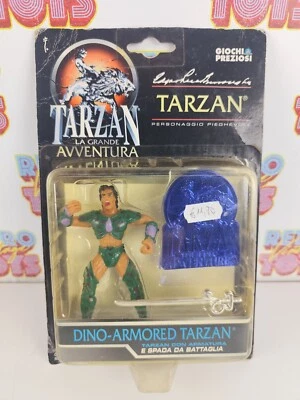 GIOCHI
PREZIOSI
Edgar Rice Burroughs
TARZAN®
PERSONAGGIO PIEGHEVOLE
TARZAN
LA GRANDE
AVVENTURA
DINO-ARMORED TARZAN
TARZAN CON ARMATURA
E SPADA DA BATTAGLIA